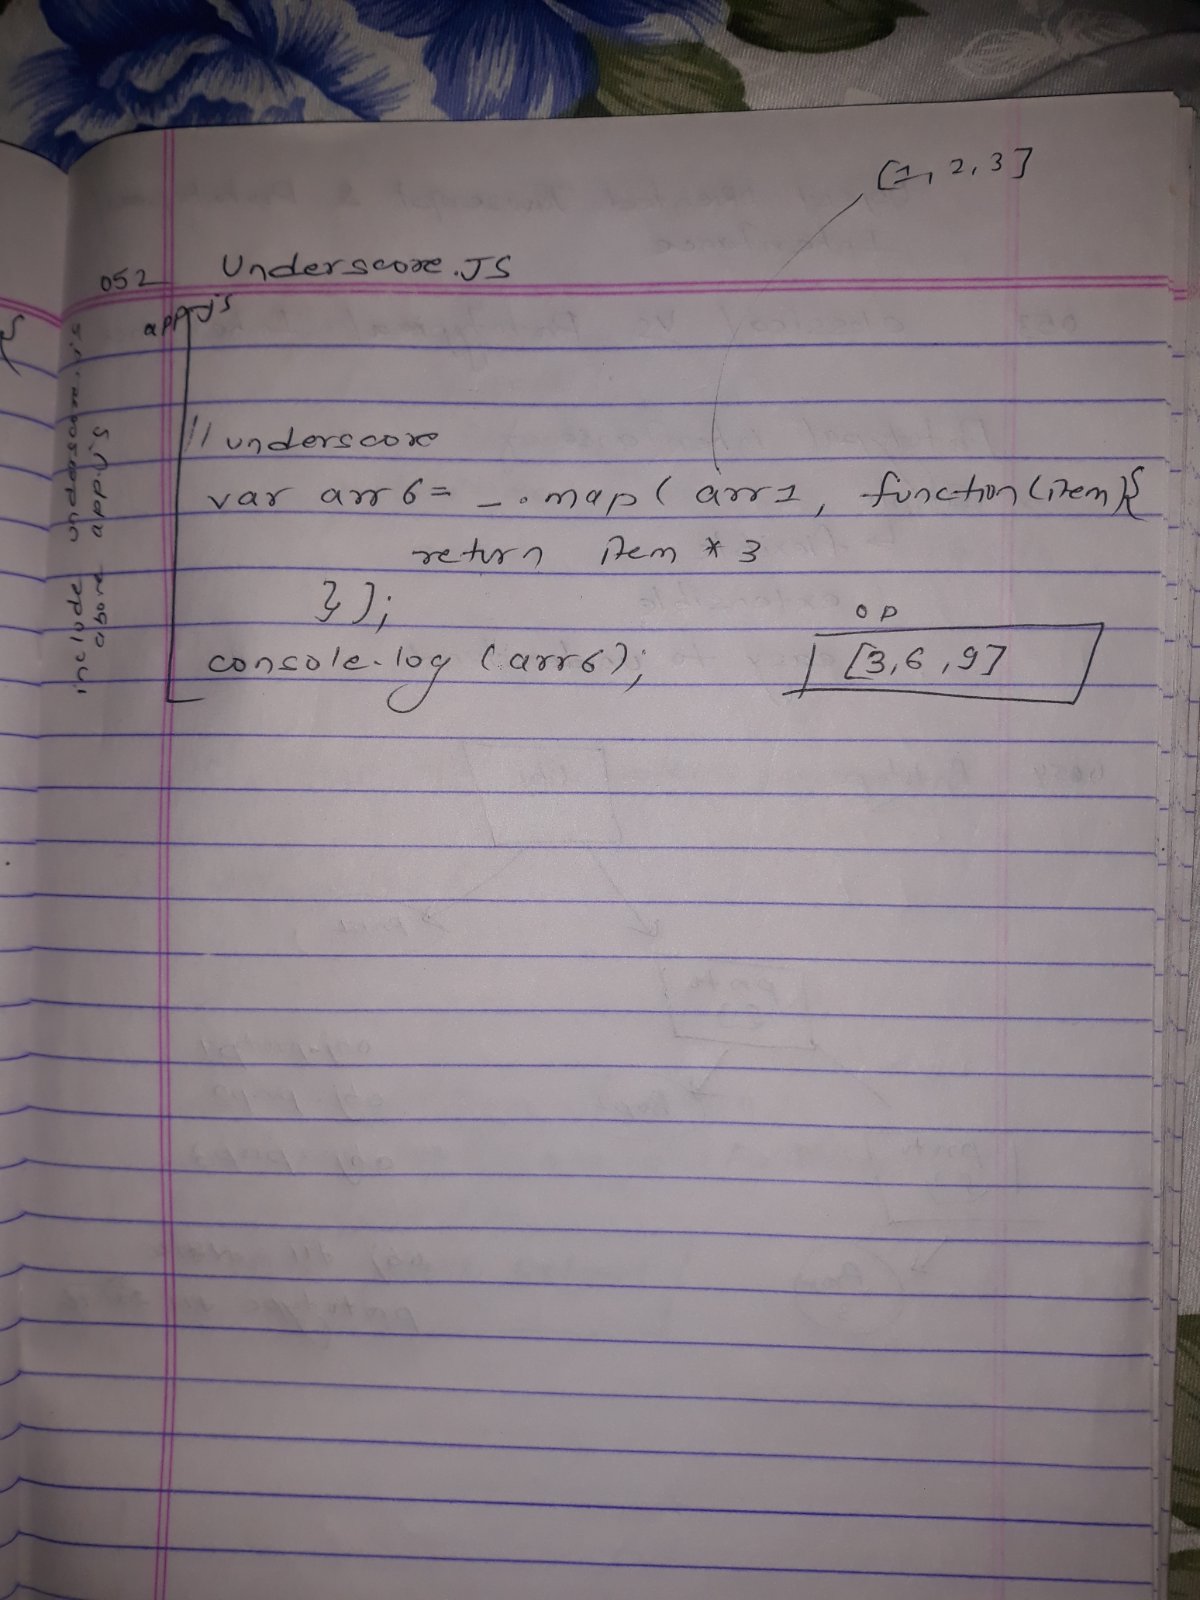 [1, 2, 3]
052 Underscore.JS
app.js
include underscore.js
above app.js
// underscore
var arr6 = _.map( arr1, function(item){
return item * 3
});
OP
console.log (arr6); [3,6,9]